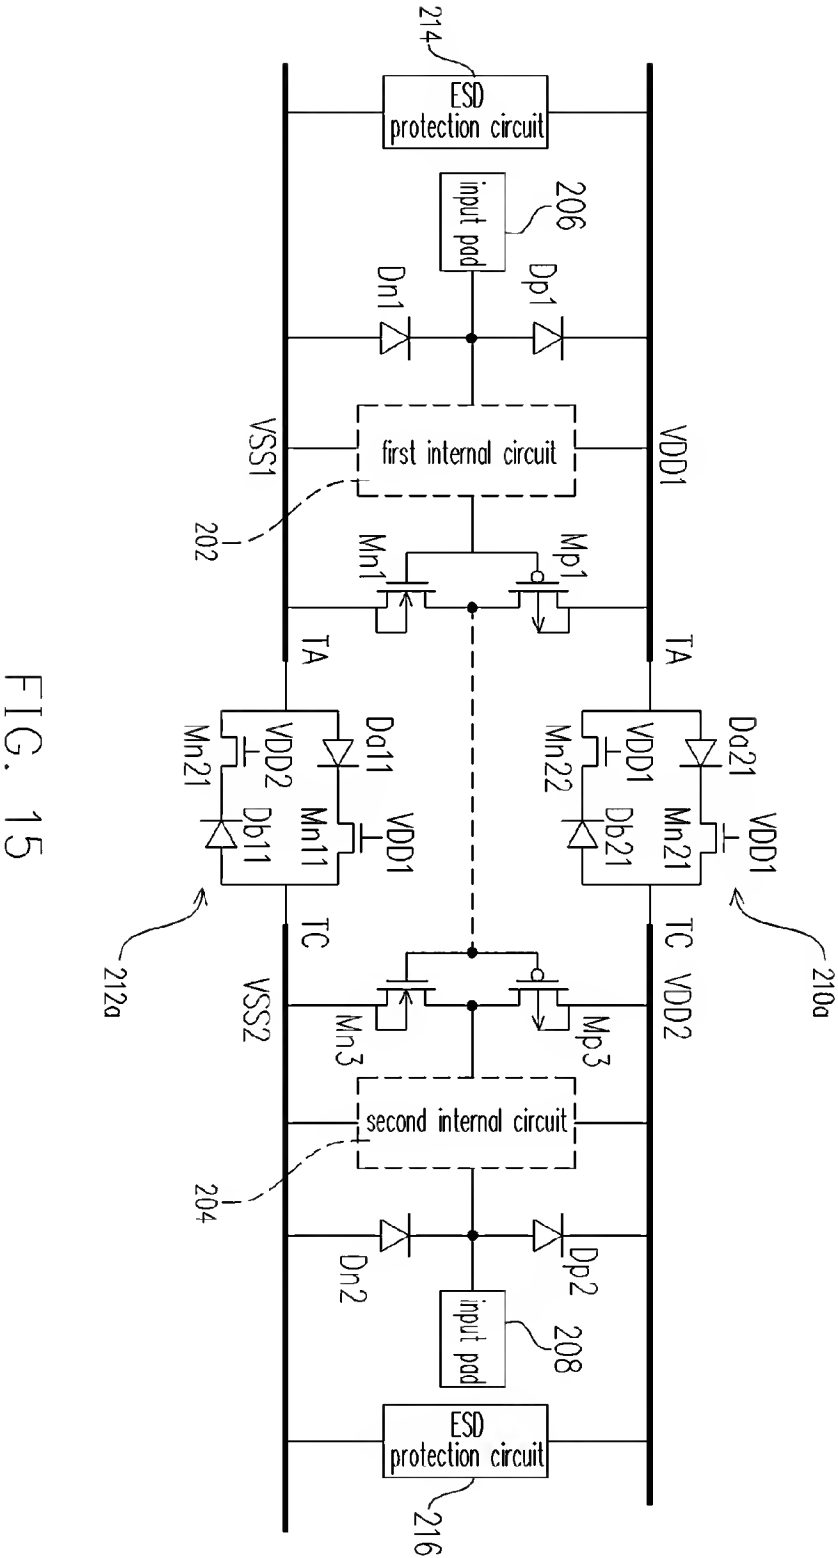 214
ESD
protection circuit
206
input pad
Dn1
Dp1
VSS1
first internal circuit
VDD1
202
Mn1
Mp1
TA
TA
Da11
VDD2
Mn21
Db11
Mn11
VDD1
Da21
VDD1
Mn22
Db21
Mn21
VDD1
212a
210a
TC
TC
VSS2
VDD2
Mn3
Mp3
second internal circuit
204
Dn2
Dp2
input pad
208
ESD
protection circuit
216
FIG. 15